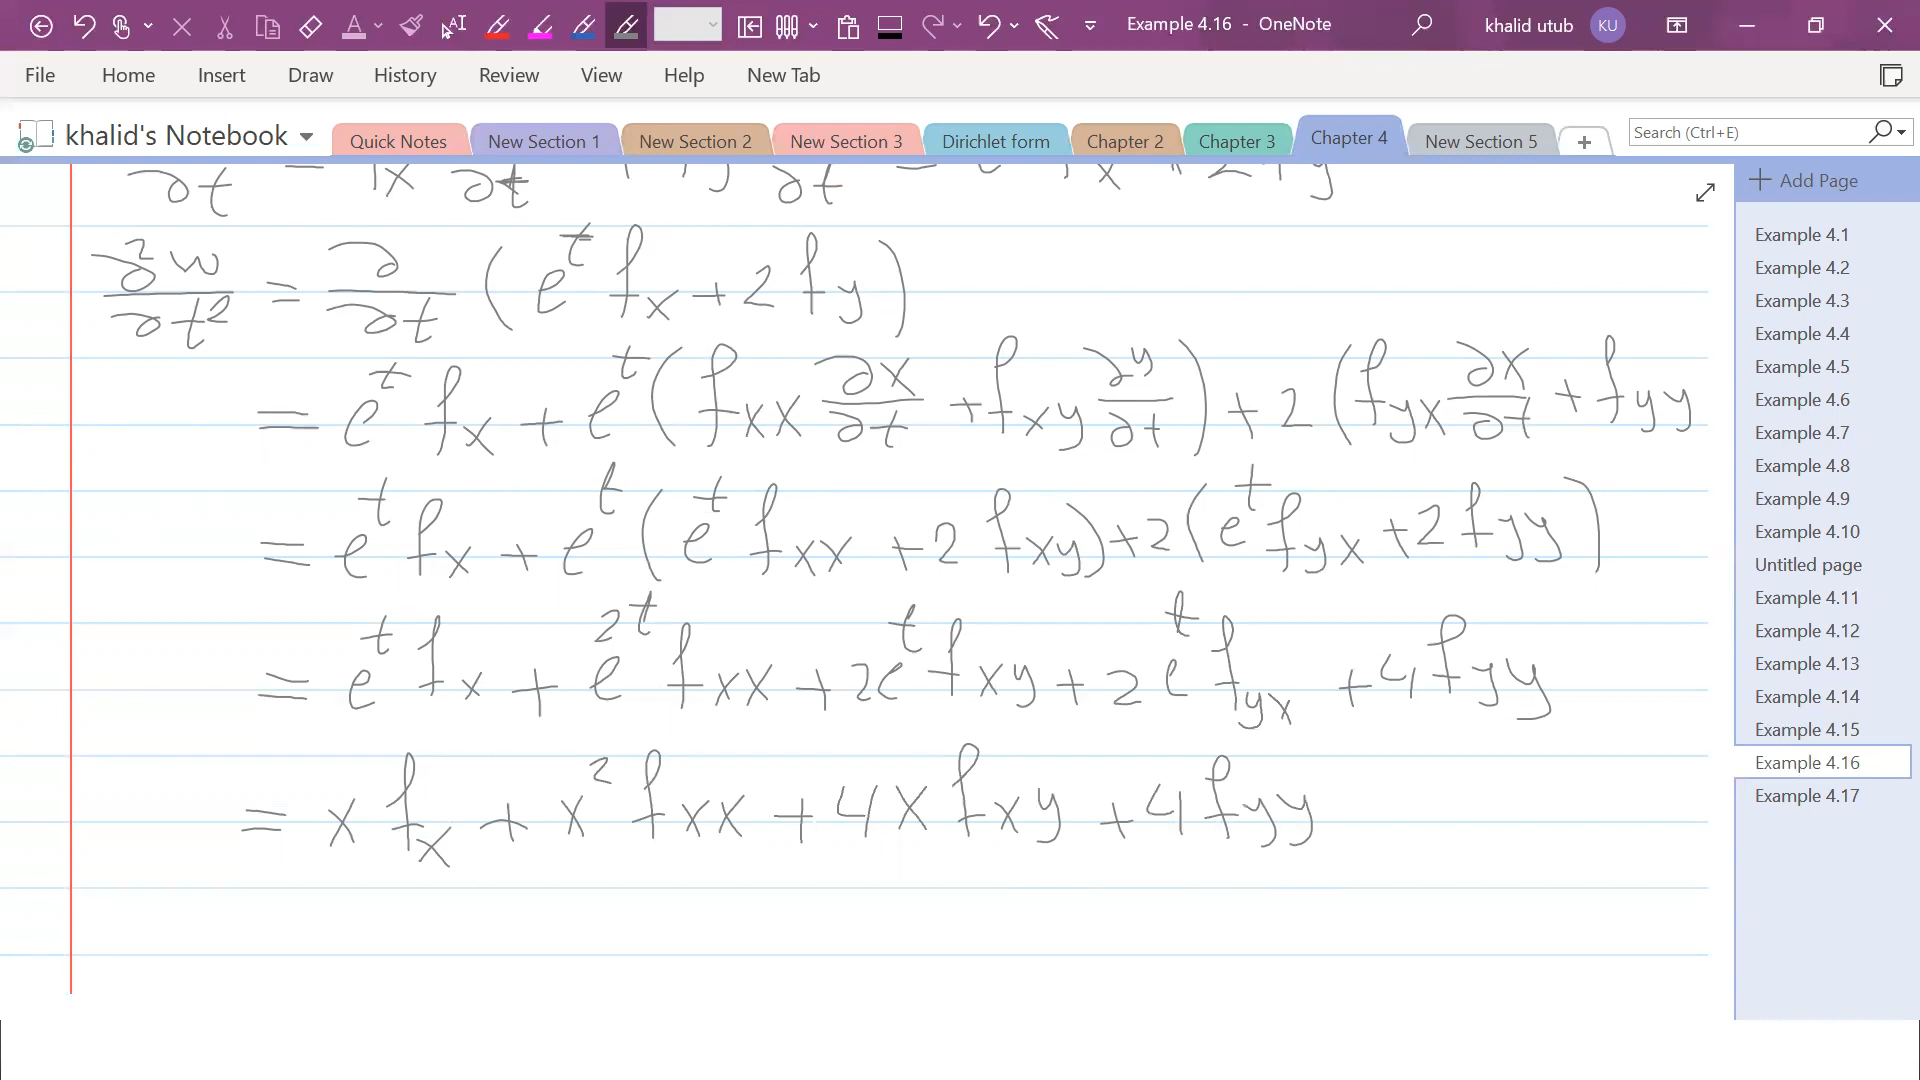 Example 4.16 - OneNote
khalid utub KU
File Home Insert Draw History Review View Help New Tab
khalid's Notebook Quick Notes New Section 1 New Section 2 New Section 3 Dirichlet form Chapter 2 Chapter 3 Chapter 4 New Section 5 + Search (Ctrl+E)
+ Add Page
Example 4.1
Example 4.2
Example 4.3
Example 4.4
Example 4.5
Example 4.6
Example 4.7
Example 4.8
Example 4.9
Example 4.10
Untitled page
Example 4.11
Example 4.12
Example 4.13
Example 4.14
Example 4.15
Example 4.16
Example 4.17
∂²w/∂t² = ∂/∂t (e^t f_x + 2 f_y)
= e^t f_x + e^t (f_xx ∂x/∂t + f_xy ∂y/∂t) + 2 (f_yx ∂x/∂t + f_yy
= e^t f_x + e^t (e^t f_xx + 2 f_xy) + 2 (e^t f_yx + 2 f_yy)
= e^t f_x + e^2t f_xx + 2e^t f_xy + 2e^t f_yx + 4 f_yy
= x f_x + x² f_xx + 4x f_xy + 4 f_yy